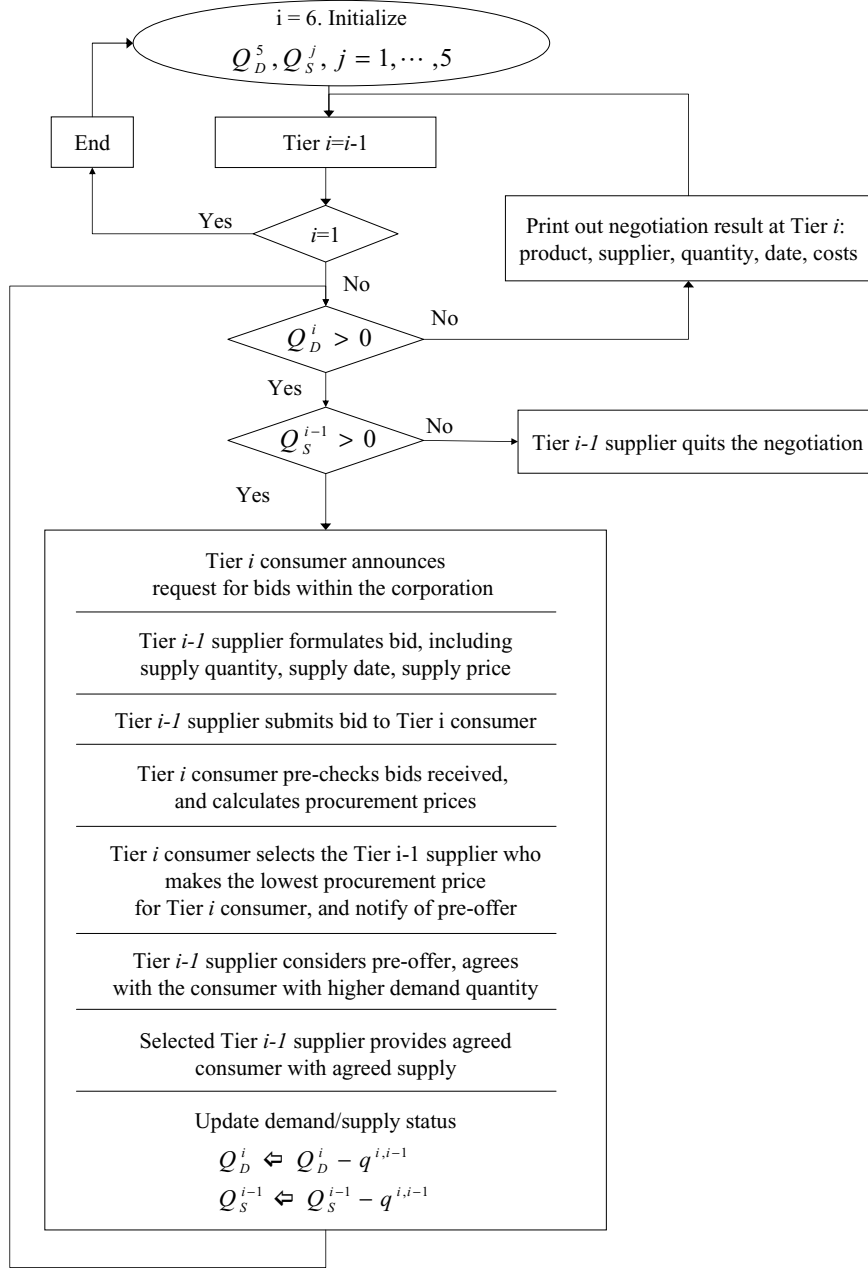 i = 6. Initialize
Q_D^5, Q_S^j, j = 1, ⋯ ,5
End
Tier i=i-1
Yes
i=1
Print out negotiation result at Tier i:
product, supplier, quantity, date, costs
No
Q_D^i > 0
No
Yes
Q_S^{i−1} > 0
No
Tier i-1 supplier quits the negotiation
Yes
Tier i consumer announces
request for bids within the corporation
Tier i-1 supplier formulates bid, including
supply quantity, supply date, supply price
Tier i-1 supplier submits bid to Tier i consumer
Tier i consumer pre-checks bids received,
and calculates procurement prices
Tier i consumer selects the Tier i-1 supplier who
makes the lowest procurement price
for Tier i consumer, and notify of pre-offer
Tier i-1 supplier considers pre-offer, agrees
with the consumer with higher demand quantity
Selected Tier i-1 supplier provides agreed
consumer with agreed supply
Update demand/supply status
Q_D^i ⇐ Q_D^i − q^{i,i−1}
Q_S^{i−1} ⇐ Q_S^{i−1} − q^{i,i−1}